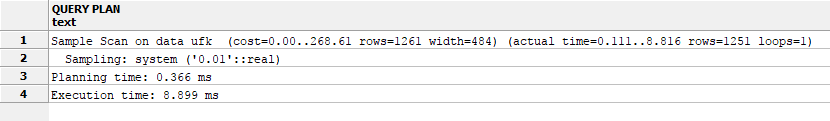 QUERY PLAN
text
1 Sample Scan on data ufk (cost=0.00..268.61 rows=1261 width=484) (actual time=0.111..8.816 rows=1251 loops=1)
2 Sampling: system ('0.01'::real)
3 Planning time: 0.366 ms
4 Execution time: 8.899 ms